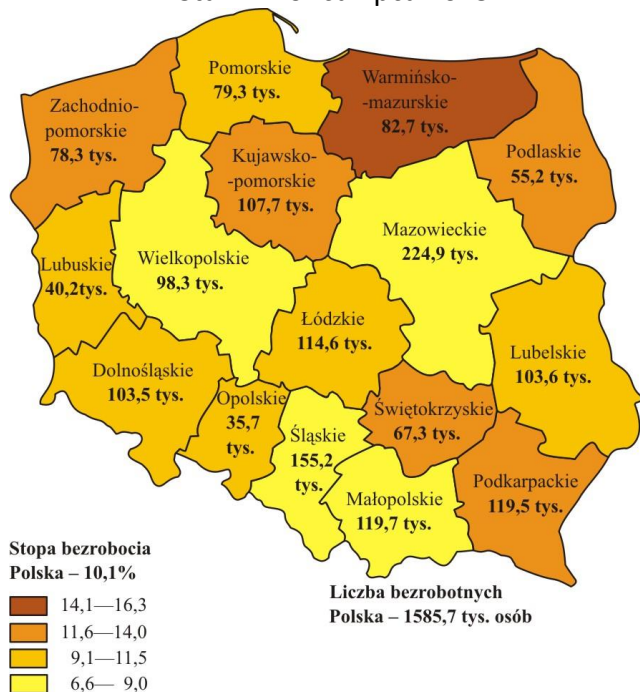 Pomorskie
79,3 tys.
Warmińsko-
-mazurskie
82,7 tys.
Zachodnio-
pomorskie
78,3 tys.
Kujawsko-
-pomorskie
107,7 tys.
Podlaskie
55,2 tys.
Mazowieckie
224,9 tys.
Wielkopolskie
98,3 tys.
Lubuskie
40,2tys.
Łódzkie
114,6 tys.
Lubelskie
103,6 tys.
Dolnośląskie
103,5 tys.
Opolskie
35,7
tys.
Śląskie
155,2
tys.
Świętokrzyskie
67,3 tys.
Małopolskie
119,7 tys.
Podkarpackie
119,5 tys.
Stopa bezrobocia
Polska – 10,1%
14,1—16,3
11,6—14,0
9,1—11,5
6,6— 9,0
Liczba bezrobotnych
Polska – 1585,7 tys. osób